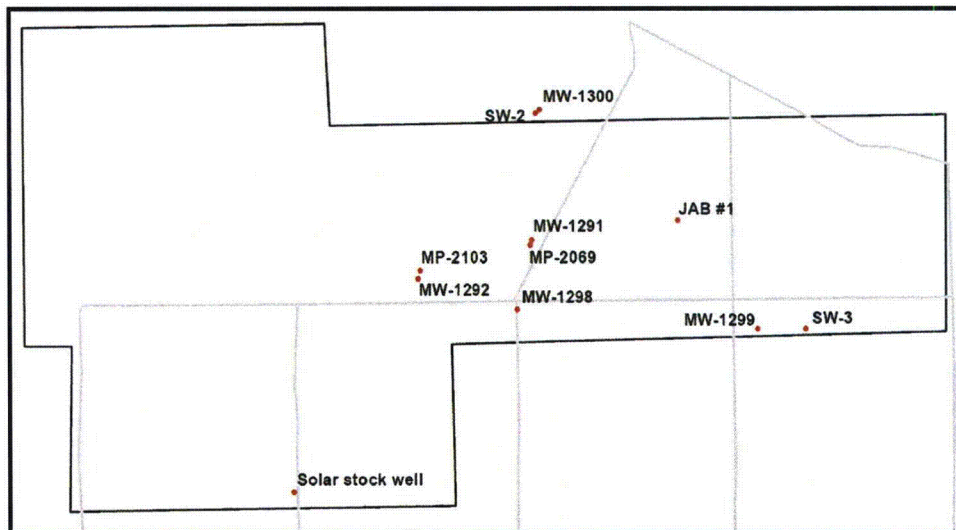 MW-1300
SW-2
JAB #1
MW-1291
MP-2103
MP-2069
MW-1292
MW-1298
MW-1299
SW-3
Solar stock well